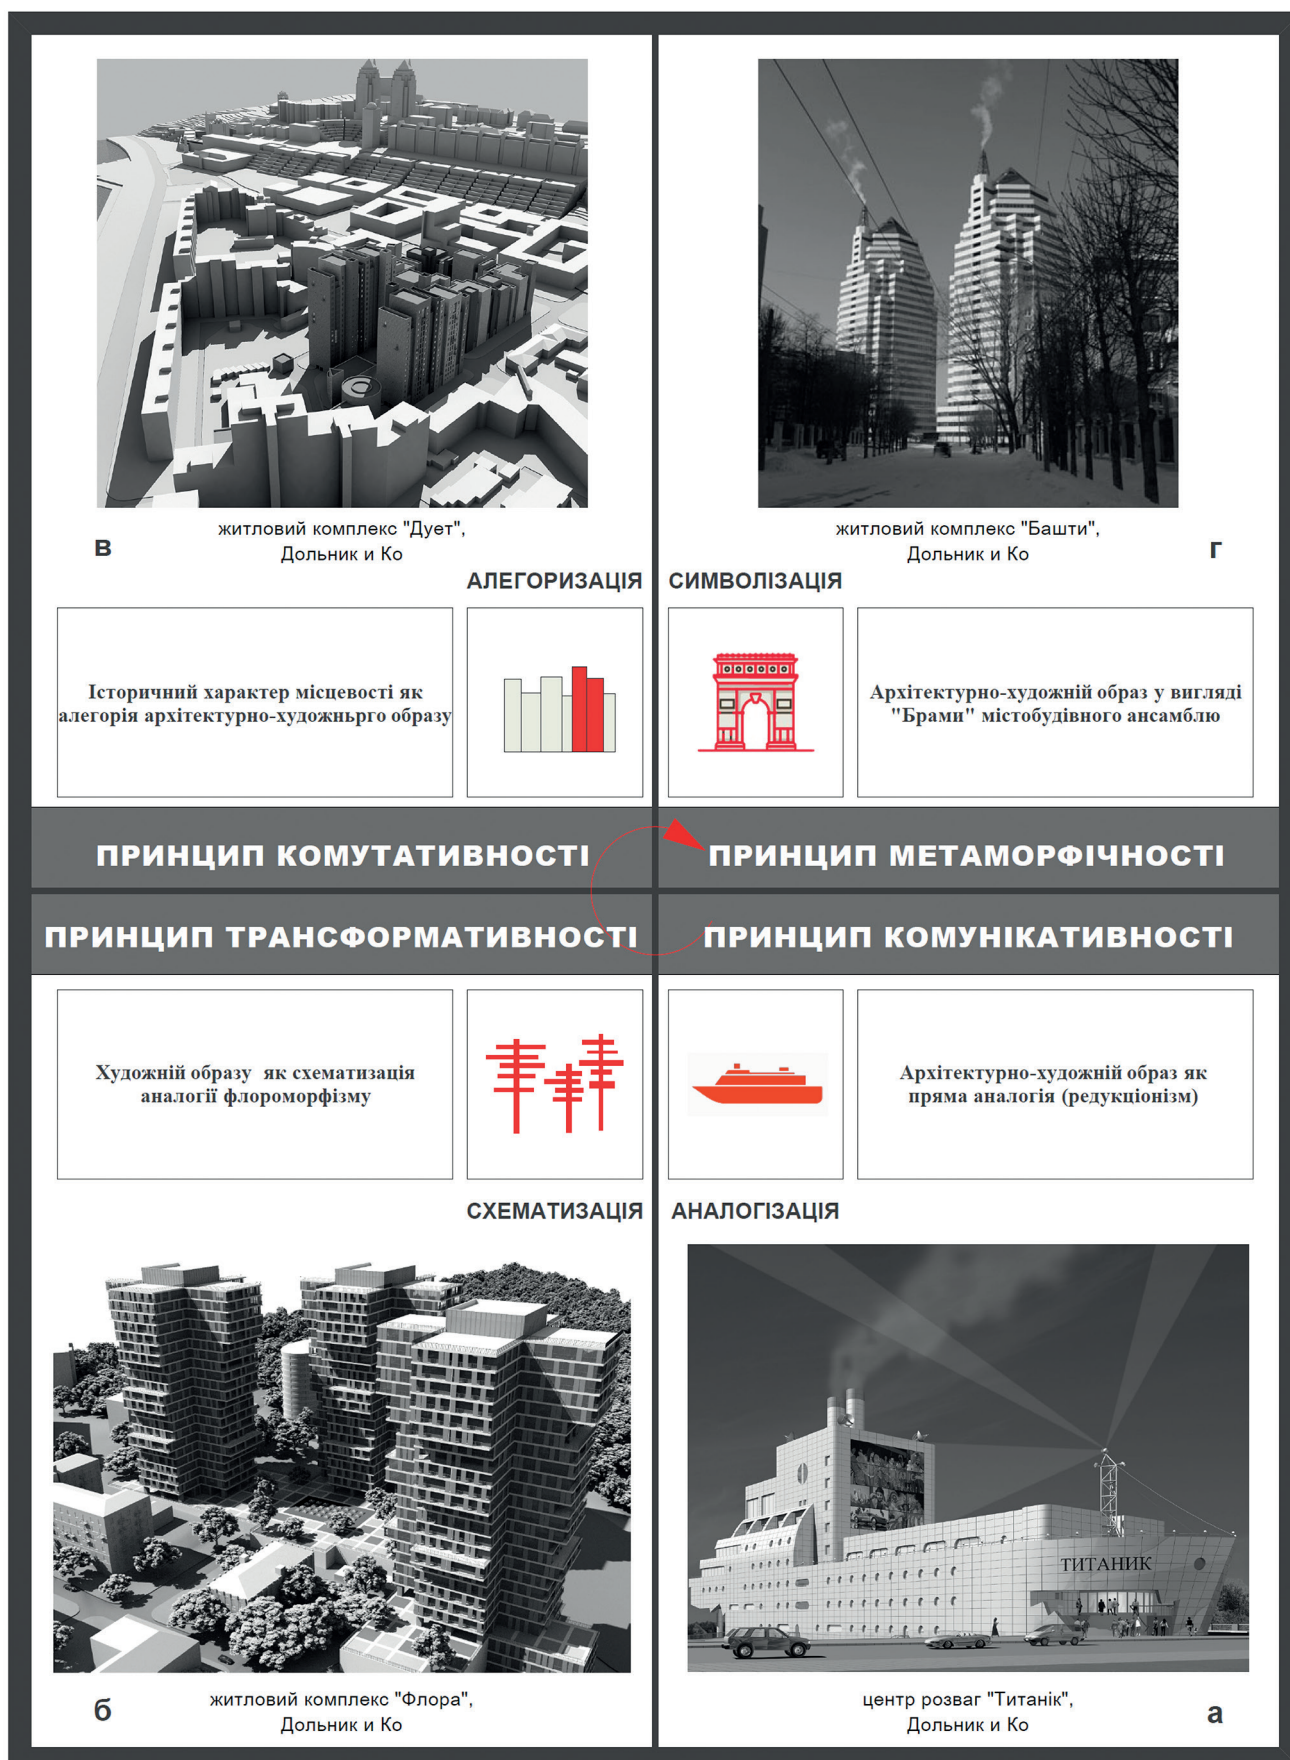 житловий комплекс "Дует",
Дольник и Ко
в
житловий комплекс "Башти",
Дольник и Ко
г
АЛЕГОРИЗАЦІЯ
СИМВОЛІЗАЦІЯ
Історичний характер місцевості як
алегорія архітектурно-художньрго образу
Архітектурно-художній образ у вигляді
"Брами" містобудівного ансамблю
ПРИНЦИП КОМУТАТИВНОСТІ
ПРИНЦИП МЕТАМОРФІЧНОСТІ
ПРИНЦИП ТРАНСФОРМАТИВНОСТІ
ПРИНЦИП КОМУНІКАТИВНОСТІ
Художній образу як схематизація
аналогії флороморфізму
Архітектурно-художній образ як
пряма аналогія (редукціонізм)
СХЕМАТИЗАЦІЯ
АНАЛОГІЗАЦІЯ
ТИТАНИК
житловий комплекс "Флора",
Дольник и Ко
б
центр розваг "Титанік",
Дольник и Ко
а